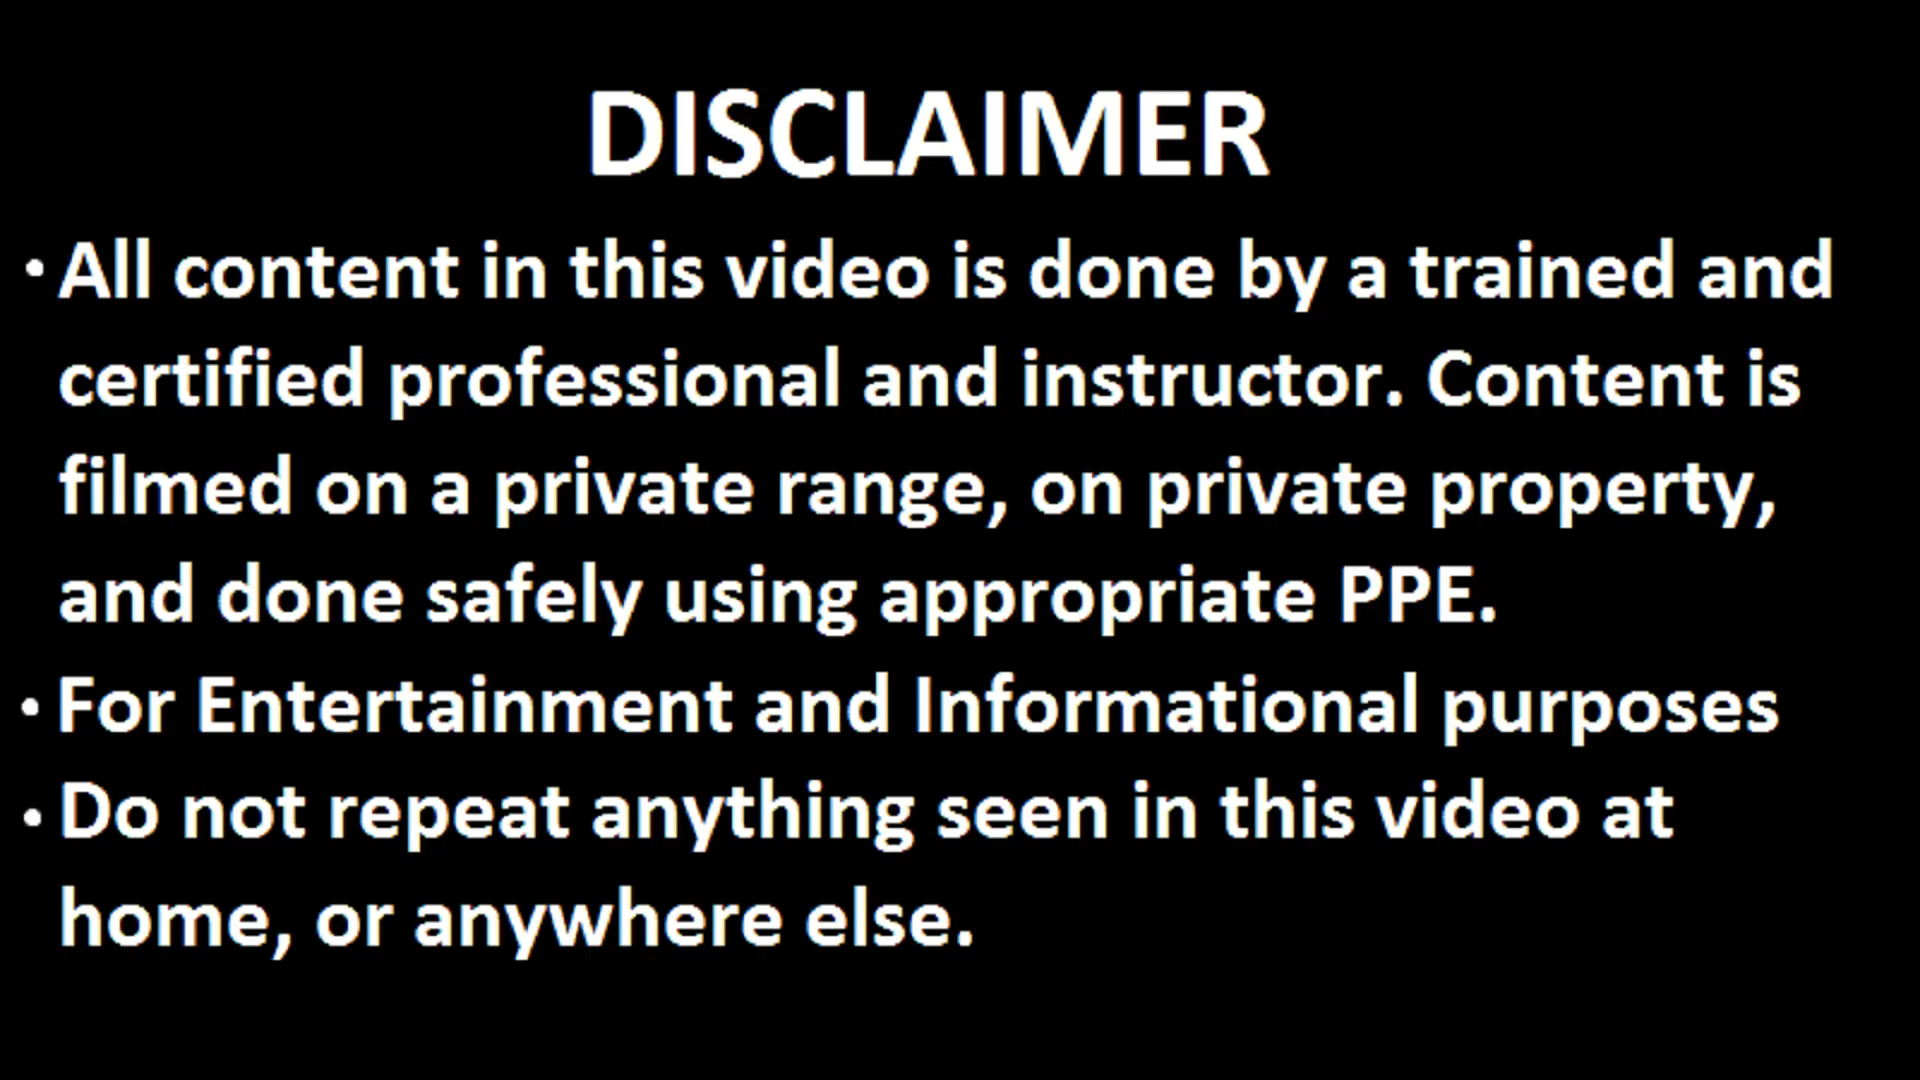 DISCLAIMER
• All content in this video is done by a trained and
certified professional and instructor. Content is
filmed on a private range, on private property,
and done safely using appropriate PPE.
• For Entertainment and Informational purposes
• Do not repeat anything seen in this video at
home, or anywhere else.